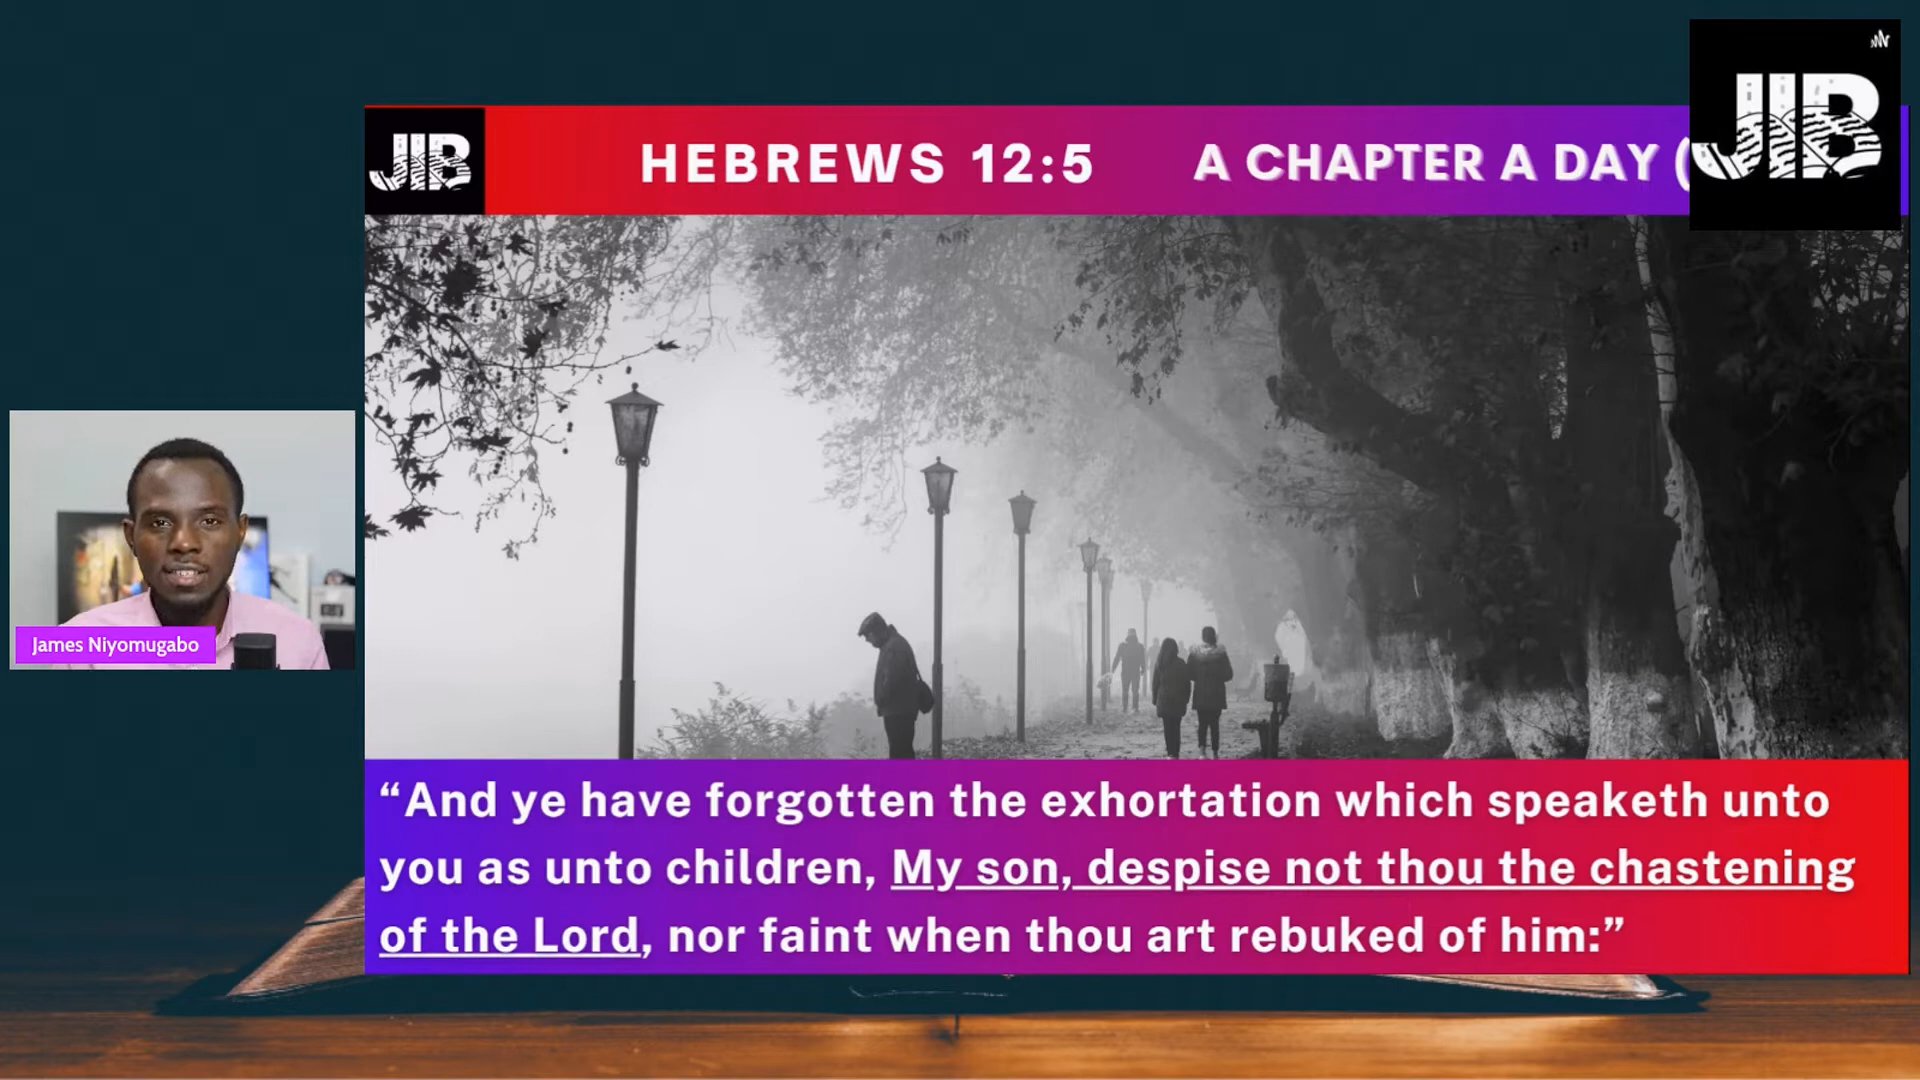 JIB
JIB
HEBREWS 12:5
A CHAPTER A DAY (
James Niyomugabo
“And ye have forgotten the exhortation which speaketh unto
you as unto children, My son, despise not thou the chastening
of the Lord, nor faint when thou art rebuked of him:”